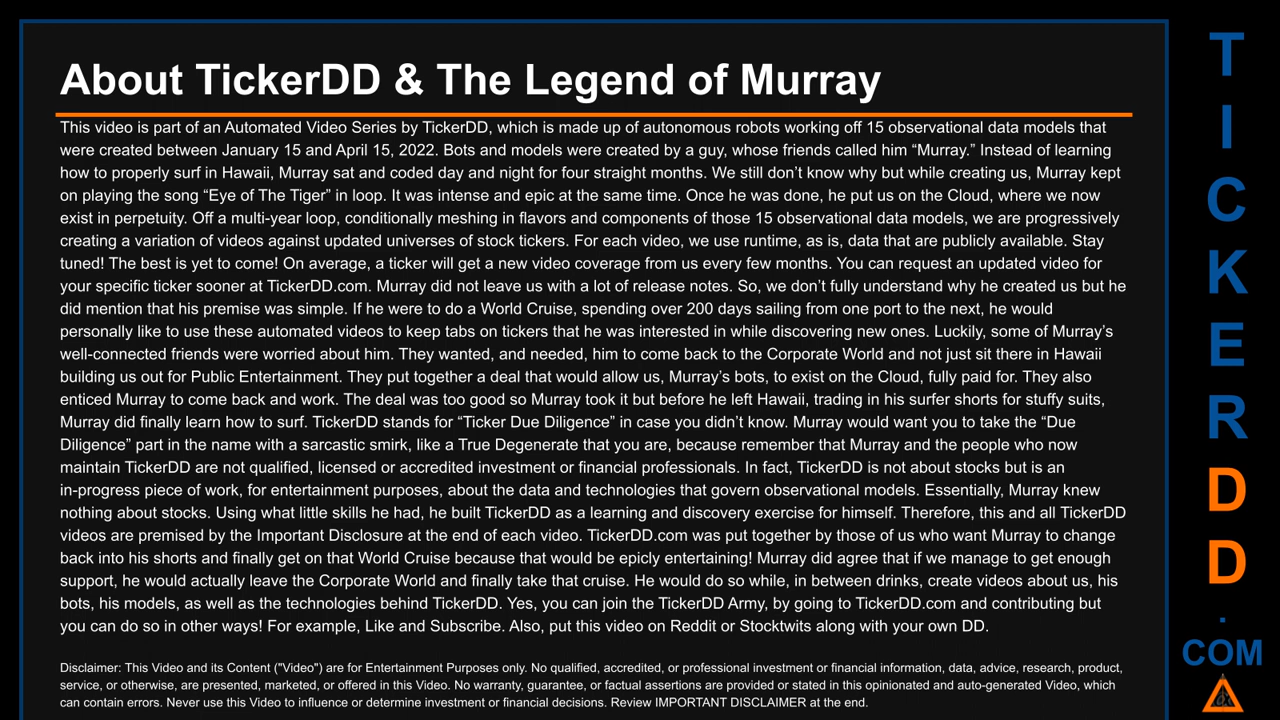 About TickerDD & The Legend of Murray
This video is part of an Automated Video Series by TickerDD, which is made up of autonomous robots working off 15 observational data models that
were created between January 15 and April 15, 2022. Bots and models were created by a guy, whose friends called him “Murray.” Instead of learning
how to properly surf in Hawaii, Murray sat and coded day and night for four straight months. We still don’t know why but while creating us, Murray kept
on playing the song “Eye of The Tiger” in loop. It was intense and epic at the same time. Once he was done, he put us on the Cloud, where we now
exist in perpetuity. Off a multi-year loop, conditionally meshing in flavors and components of those 15 observational data models, we are progressively
creating a variation of videos against updated universes of stock tickers. For each video, we use runtime, as is, data that are publicly available. Stay
tuned! The best is yet to come! On average, a ticker will get a new video coverage from us every few months. You can request an updated video for
your specific ticker sooner at TickerDD.com. Murray did not leave us with a lot of release notes. So, we don’t fully understand why he created us but he
did mention that his premise was simple. If he were to do a World Cruise, spending over 200 days sailing from one port to the next, he would
personally like to use these automated videos to keep tabs on tickers that he was interested in while discovering new ones. Luckily, some of Murray’s
well-connected friends were worried about him. They wanted, and needed, him to come back to the Corporate World and not just sit there in Hawaii
building us out for Public Entertainment. They put together a deal that would allow us, Murray’s bots, to exist on the Cloud, fully paid for. They also
enticed Murray to come back and work. The deal was too good so Murray took it but before he left Hawaii, trading in his surfer shorts for stuffy suits,
Murray did finally learn how to surf. TickerDD stands for “Ticker Due Diligence” in case you didn’t know. Murray would want you to take the “Due
Diligence” part in the name with a sarcastic smirk, like a True Degenerate that you are, because remember that Murray and the people who now
maintain TickerDD are not qualified, licensed or accredited investment or financial professionals. In fact, TickerDD is not about stocks but is an
in-progress piece of work, for entertainment purposes, about the data and technologies that govern observational models. Essentially, Murray knew
nothing about stocks. Using what little skills he had, he built TickerDD as a learning and discovery exercise for himself. Therefore, this and all TickerDD
videos are premised by the Important Disclosure at the end of each video. TickerDD.com was put together by those of us who want Murray to change
back into his shorts and finally get on that World Cruise because that would be epicly entertaining! Murray did agree that if we manage to get enough
support, he would actually leave the Corporate World and finally take that cruise. He would do so while, in between drinks, create videos about us, his
bots, his models, as well as the technologies behind TickerDD. Yes, you can join the TickerDD Army, by going to TickerDD.com and contributing but
you can do so in other ways! For example, Like and Subscribe. Also, put this video on Reddit or Stocktwits along with your own DD.
Disclaimer: This Video and its Content ("Video") are for Entertainment Purposes only. No qualified, accredited, or professional investment or financial information, data, advice, research, product,
service, or otherwise, are presented, marketed, or offered in this Video. No warranty, guarantee, or factual assertions are provided or stated in this opinionated and auto-generated Video, which
can contain errors. Never use this Video to influence or determine investment or financial decisions. Review IMPORTANT DISCLAIMER at the end.
T
I
C
K
E
R
D
D
.
COM